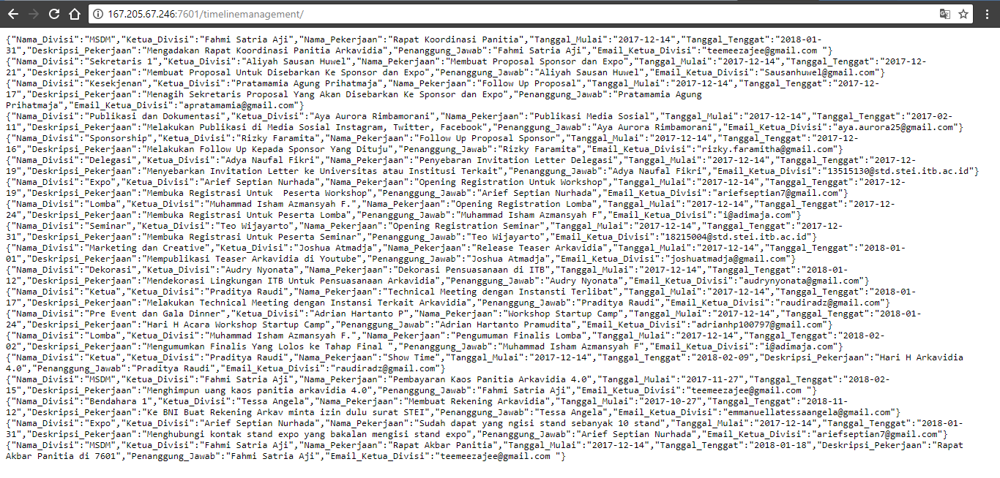 167.205.67.246:7601/timelinemanagement/
{"Nama_Divisi":"MSDM","Ketua_Divisi":"Fahmi Satria Aji","Nama_Pekerjaan":"Rapat Koordinasi Panitia","Tanggal_Mulai":"2017-12-14","Tanggal_Tenggat":"2018-01-
31","Deskripsi_Pekerjaan":"Mengadakan Rapat Koordinasi Panitia Arkavidia","Penanggung_Jawab":"Fahmi Satria Aji","Email_Ketua_Divisi":"teemeezajee@gmail.com "}
{"Nama_Divisi":"Sekretaris 1","Ketua_Divisi":"Aliyah Sausan Huwel","Nama_Pekerjaan":"Membuat Proposal Sponsor dan Expo","Tanggal_Mulai":"2017-12-14","Tanggal_Tenggat":"2017-12-
21","Deskripsi_Pekerjaan":"Membuat Proposal Untuk Disebarkan Ke Sponsor dan Expo","Penanggung_Jawab":"Aliyah Sausan Huwel","Email_Ketua_Divisi":"Sausanhuwel@gmail.com"}
{"Nama_Divisi":"Kesekjenan","Ketua_Divisi":"Pratamamia Agung Prihatmaja","Nama_Pekerjaan":"Follow Up Proposal","Tanggal_Mulai":"2017-12-14","Tanggal_Tenggat":"2017-12-
17","Deskripsi_Pekerjaan":"Menagih Sekretaris Proposal Yang Akan Disebarkan Ke Sponsor dan Expo","Penanggung_Jawab":"Pratamamia Agung
Prihatmaja","Email_Ketua_Divisi":"apratamamia@gmail.com"}
{"Nama_Divisi":"Publikasi dan Dokumentasi","Ketua_Divisi":"Aya Aurora Rimbamorani","Nama_Pekerjaan":"Publikasi Media Sosial","Tanggal_Mulai":"2017-12-14","Tanggal_Tenggat":"2017-02-
11","Deskripsi_Pekerjaan":"Melakukan Publikasi di Media Sosial Instagram, Twitter, Facebook","Penanggung_Jawab":"Aya Aurora Rimbamorani","Email_Ketua_Divisi":"aya.aurora25@gmail.com"}
{"Nama_Divisi":"Sponsorship","Ketua_Divisi":"Rizky Faramita","Nama_Pekerjaan":"Follow Up Proposal Sponsor","Tanggal_Mulai":"2017-12-14","Tanggal_Tenggat":"2017-12-
16","Deskripsi_Pekerjaan":"Melakukan Follow Up Kepada Sponsor Yang Dituju","Penanggung_Jawab":"Rizky Faramita","Email_Ketua_Divisi":"rizky.faramitha@gmail.com"}
{"Nama_Divisi":"Delegasi","Ketua_Divisi":"Adya Naufal Fikri","Nama_Pekerjaan":"Penyebaran Invitation Letter Delegasi","Tanggal_Mulai":"2017-12-14","Tanggal_Tenggat":"2017-12-
19","Deskripsi_Pekerjaan":"Menyebarkan Invitation Letter ke Universitas atau Institusi Terkait","Penanggung_Jawab":"Adya Naufal Fikri","Email_Ketua_Divisi":"13515130@std.stei.itb.ac.id"}
{"Nama_Divisi":"Expo","Ketua_Divisi":"Arief Septian Nurhada","Nama_Pekerjaan":"Opening Registration Untuk Workshop","Tanggal_Mulai":"2017-12-14","Tanggal_Tenggat":"2017-12-
19","Deskripsi_Pekerjaan":"Membuka Registrasi Untuk  Peserta Workshop","Penanggung_Jawab":"Arief Septian Nurhada","Email_Ketua_Divisi":"ariefseptian7@gmail.com"}
{"Nama_Divisi":"Lomba","Ketua_Divisi":"Muhammad Isham Azmansyah F.","Nama_Pekerjaan":"Opening Registration Lomba","Tanggal_Mulai":"2017-12-14","Tanggal_Tenggat":"2017-12-
24","Deskripsi_Pekerjaan":"Membuka Registrasi Untuk Peserta Lomba","Penanggung_Jawab":"Muhammad Isham Azmansyah F","Email_Ketua_Divisi":"i@adimaja.com"}
{"Nama_Divisi":"Seminar","Ketua_Divisi":"Teo Wijayarto","Nama_Pekerjaan":"Opening Registration Seminar","Tanggal_Mulai":"2017-12-14","Tanggal_Tenggat":"2017-12-
31","Deskripsi_Pekerjaan":"Membuka Registrasi Untuk Peserta Seminar","Penanggung_Jawab":"Teo Wijayarto","Email_Ketua_Divisi":"18215004@std.stei.itb.ac.id"}
{"Nama_Divisi":"Marketing dan Creative","Ketua_Divisi":"Joshua Atmadja","Nama_Pekerjaan":"Release Teaser Arkavidia","Tanggal_Mulai":"2017-12-14","Tanggal_Tenggat":"2018-01-
01","Deskripsi_Pekerjaan":"Mempublikasi Teaser Arkavidia di Youtube","Penanggung_Jawab":"Joshua Atmadja","Email_Ketua_Divisi":"joshuatmadja@gmail.com"}
{"Nama_Divisi":"Dekorasi","Ketua_Divisi":"Audry Nyonata","Nama_Pekerjaan":"Dekorasi Pensuasanaan di ITB","Tanggal_Mulai":"2017-12-14","Tanggal_Tenggat":"2018-01-
12","Deskripsi_Pekerjaan":"Mendekorasi Lingkungan ITB Untuk Pensuasanaan Arkavidia","Penanggung_Jawab":"Audry Nyonata","Email_Ketua_Divisi":"audrynyonata@gmail.com"}
{"Nama_Divisi":"Ketua","Ketua_Divisi":"Praditya Raudi","Nama_Pekerjaan":"Technical Meeting dengan Instansti Terlibat","Tanggal_Mulai":"2017-12-14","Tanggal_Tenggat":"2018-01-
17","Deskripsi_Pekerjaan":"Melakukan Technical Meeting dengan Instansi Terkait Arkavidia","Penanggung_Jawab":"Praditya Raudi","Email_Ketua_Divisi":"raudiradz@gmail.com"}
{"Nama_Divisi":"Pre Event dan Gala Dinner","Ketua_Divisi":"Adrian Hartanto P","Nama_Pekerjaan":"Workshop Startup Camp","Tanggal_Mulai":"2017-12-14","Tanggal_Tenggat":"2018-01-
24","Deskripsi_Pekerjaan":"Hari H Acara Workshop Startup Camp","Penanggung_Jawab":"Adrian Hartanto Pramudita","Email_Ketua_Divisi":"adrianhp100797@gmail.com"}
{"Nama_Divisi":"Lomba","Ketua_Divisi":"Muhammad Isham Azmansyah F.","Nama_Pekerjaan":"Pengumuman Finalis Lomba","Tanggal_Mulai":"2017-12-14","Tanggal_Tenggat":"2018-02-
02","Deskripsi_Pekerjaan":"Mengumumkan Finalis Yang Lolos ke Tahap Final ","Penanggung_Jawab":"Muhammad Isham Azmansyah F","Email_Ketua_Divisi":"i@adimaja.com"}
{"Nama_Divisi":"Ketua","Ketua_Divisi":"Praditya Raudi","Nama_Pekerjaan":"Show Time","Tanggal_Mulai":"2017-12-14","Tanggal_Tenggat":"2018-02-09","Deskripsi_Pekerjaan":"Hari H Arkavidia
4.0","Penanggung_Jawab":"Praditya Raudi","Email_Ketua_Divisi":"raudiradz@gmail.com"}
{"Nama_Divisi":"MSDM","Ketua_Divisi":"Fahmi Satria Aji","Nama_Pekerjaan":"Pembayaran Kaos Panitia Arkavidia 4.0","Tanggal_Mulai":"2017-11-27","Tanggal_Tenggat":"2018-02-
15","Deskripsi_Pekerjaan":"Menghimpun uang kaos panitia arkavidia 4.0","Penanggung_Jawab":"Fahmi Satria Aji","Email_Ketua_Divisi":"teemeezajee@gmail.com "}
{"Nama_Divisi":"Bendahara 1","Ketua_Divisi":"Tessa Angela","Nama_Pekerjaan":"Membuat Rekening Arkavidia","Tanggal_Mulai":"2017-10-27","Tanggal_Tenggat":"2018-11-
12","Deskripsi_Pekerjaan":"Ke BNI Buat Rekening Arkav minta izin dulu surat STEI","Penanggung_Jawab":"Tessa Angela","Email_Ketua_Divisi":"emmanuellatessaangela@gmail.com"}
{"Nama_Divisi":"Expo","Ketua_Divisi":"Arief Septian Nurhada","Nama_Pekerjaan":"Sudah dapat yang ngisi stand sebanyak 10 stand","Tanggal_Mulai":"2017-12-14","Tanggal_Tenggat":"2018-01-
31","Deskripsi_Pekerjaan":"Menghubungi kontak stand expo yang bakalan mengisi stand expo","Penanggung_Jawab":"Arief Septian Nurhada","Email_Ketua_Divisi":"ariefseptian7@gmail.com"}
{"Nama_Divisi":"MSDM","Ketua_Divisi":"Fahmi Satria Aji","Nama_Pekerjaan":"Rapat Akbar Panitia","Tanggal_Mulai":"2017-12-14","Tanggal_Tenggat":"2018-01-18","Deskripsi_Pekerjaan":"Rapat
Akbar Panitia di 7601","Penanggung_Jawab":"Fahmi Satria Aji","Email_Ketua_Divisi":"teemeezajee@gmail.com "}